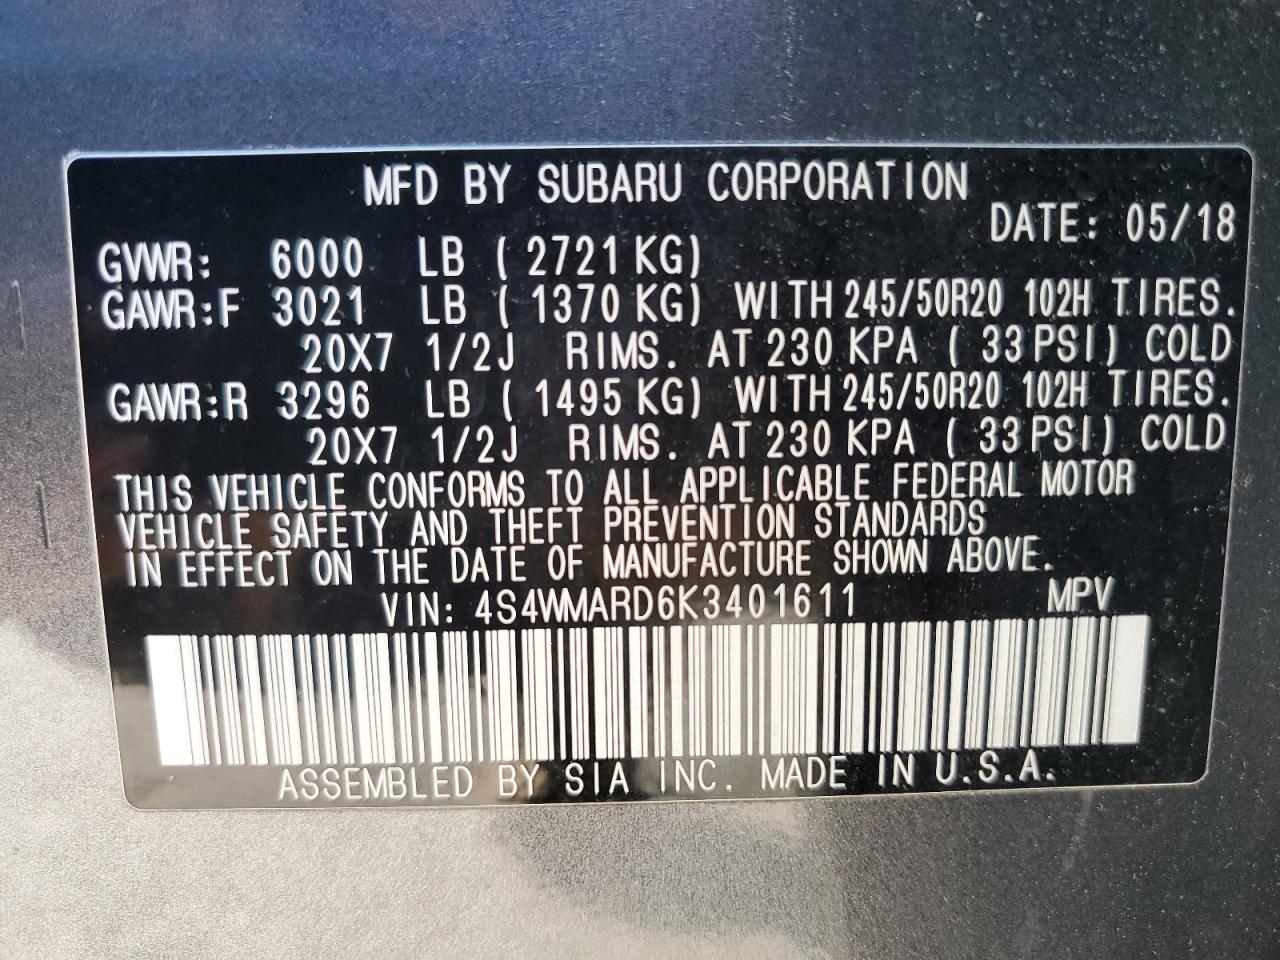 MFD BY SUBARU CORPORATION
DATE: 05/18
GVWR: 6000 LB ( 2721 KG)
GAWR:F 3021 LB ( 1370 KG) WITH 245/50R20 102H TIRES.
20X7 1/2J RIMS. AT 230 KPA ( 33 PSI) COLD
GAWR:R 3296 LB ( 1495 KG) WITH 245/50R20 102H TIRES.
20X7 1/2J RIMS. AT 230 KPA ( 33 PSI) COLD
THIS VEHICLE CONFORMS TO ALL APPLICABLE FEDERAL MOTOR
VEHICLE SAFETY AND THEFT PREVENTION STANDARDS
IN EFFECT ON THE DATE OF MANUFACTURE SHOWN ABOVE.
VIN: 4S4WMARD6K3401611 MPV
ASSEMBLED BY SIA INC. MADE IN U.S.A.